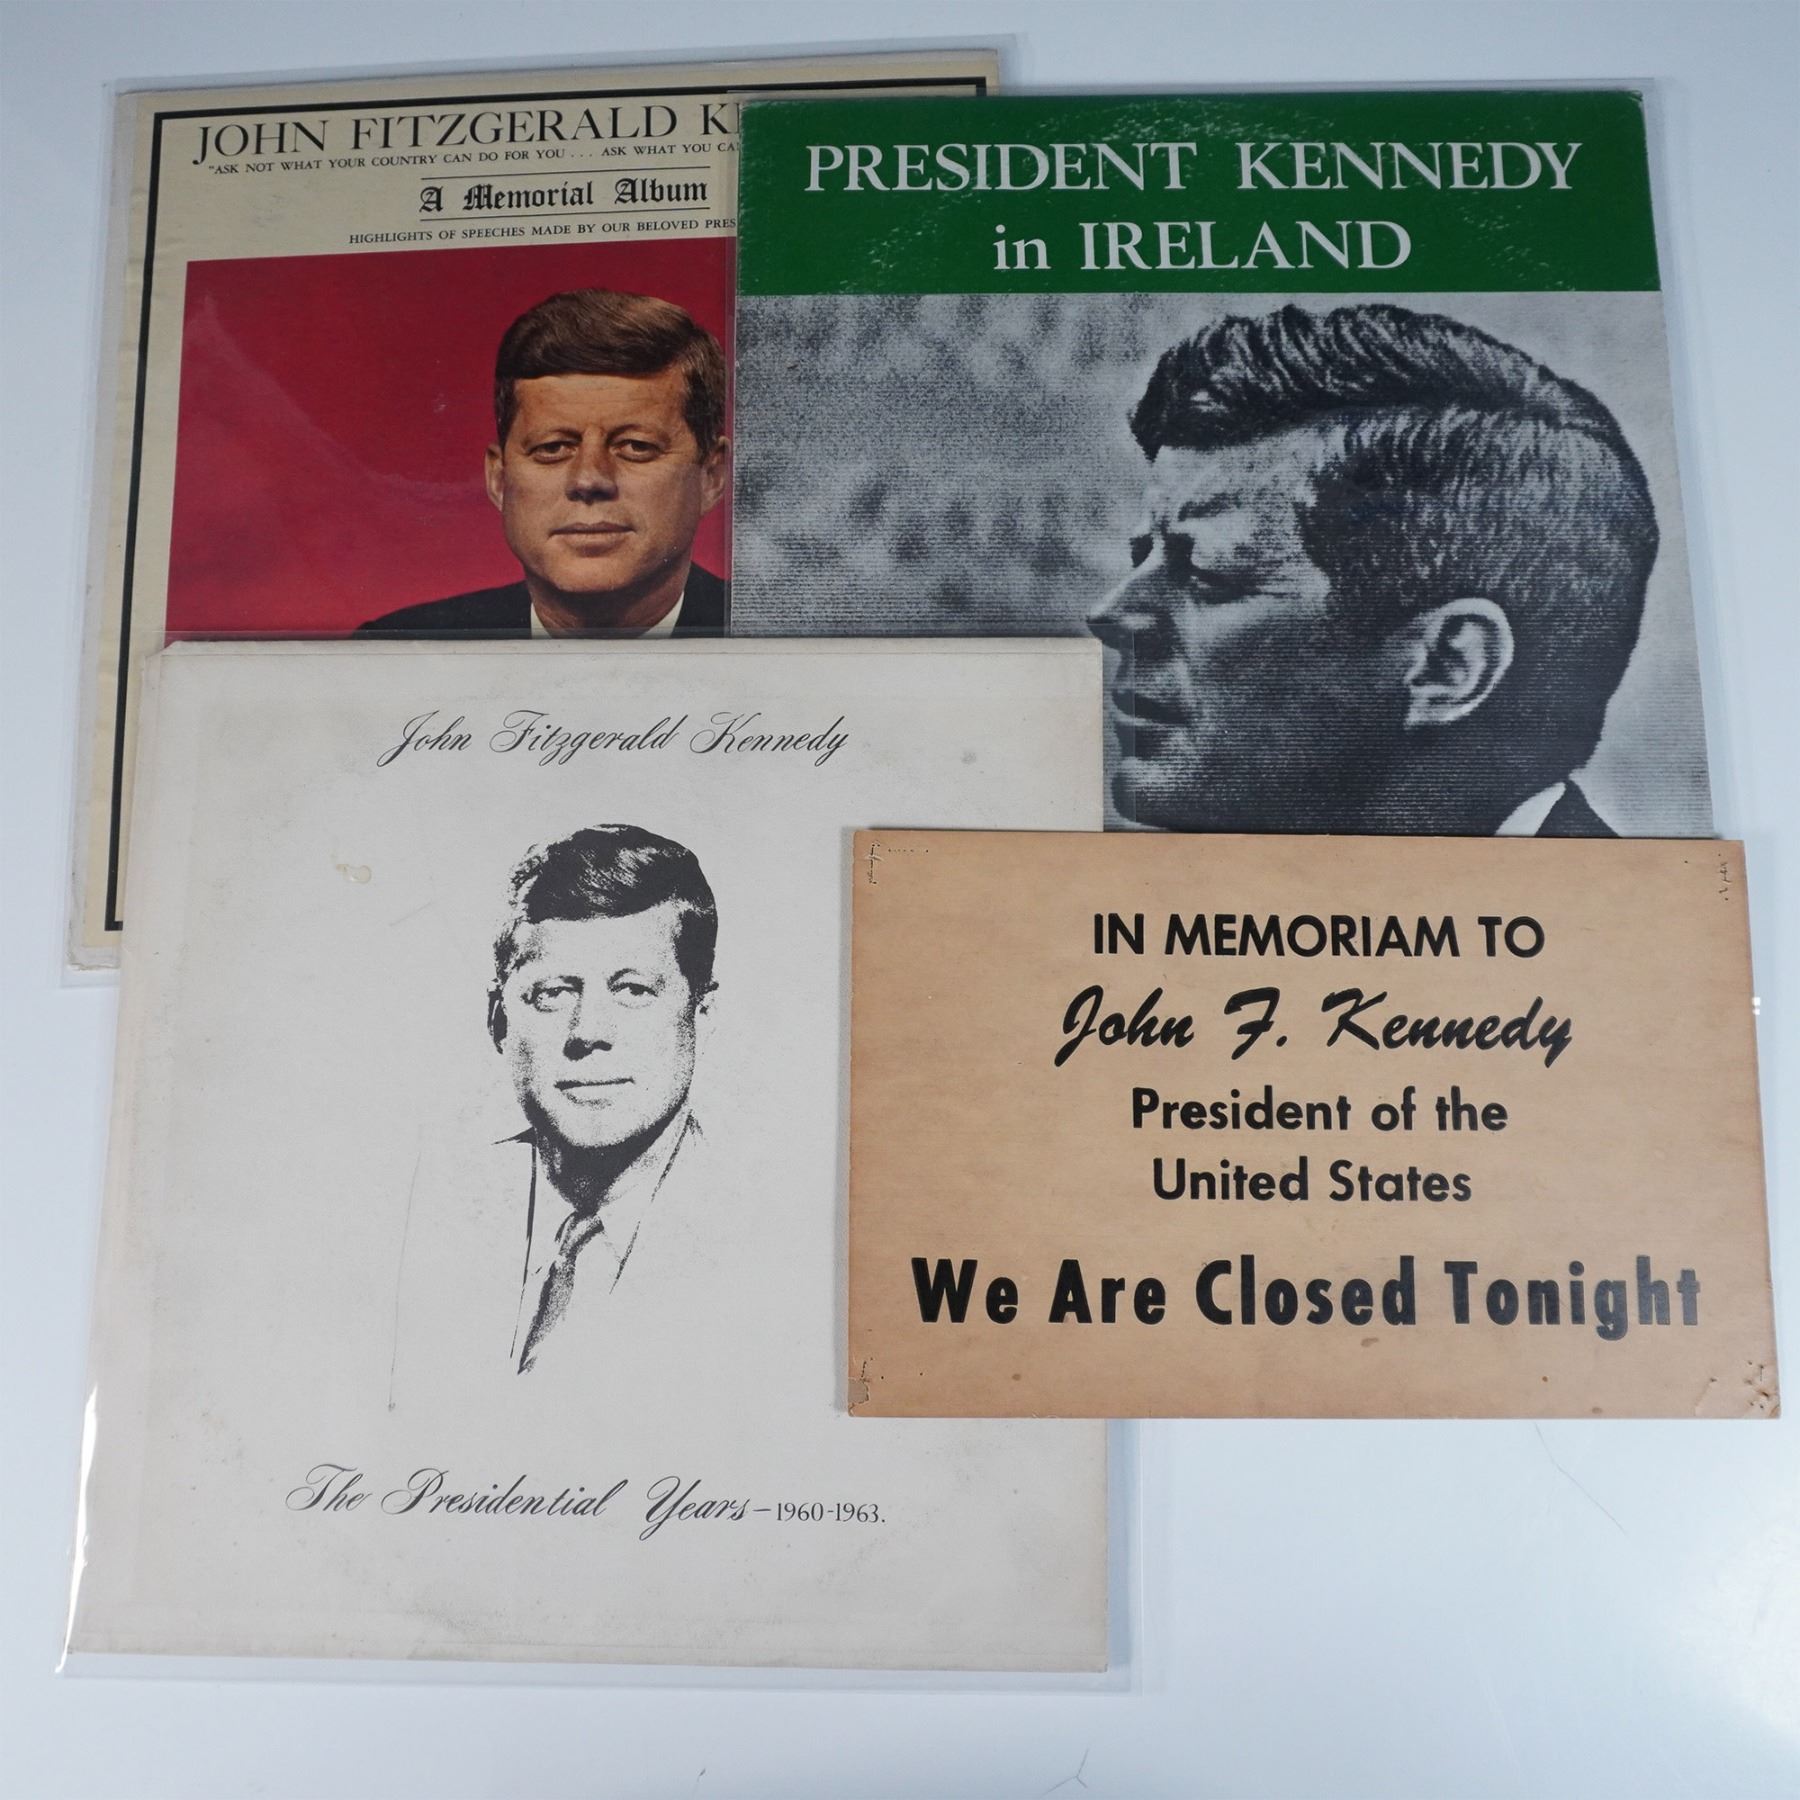 JOHN FITZGERALD
"ASK NOT WHAT YOUR COUNTRY CAN DO FOR YOU . . . ASK WHAT YOU
A Memorial Album
HIGHLIGHTS OF SPEECHES MADE BY OUR BELOVED
PRESIDENT KENNEDY
in IRELAND
John Fitzgerald Kennedy
The Presidential Years – 1960-1963.
IN MEMORIAM TO
John F. Kennedy
President of the
United States
We Are Closed Tonight